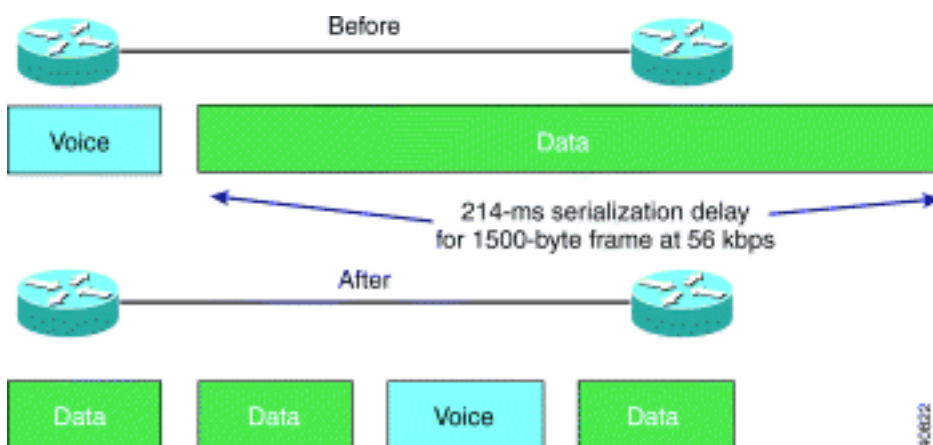 Before
Voice
Data
214-ms serialization delay
for 1500-byte frame at 56 kbps
After
Data
Data
Voice
Data